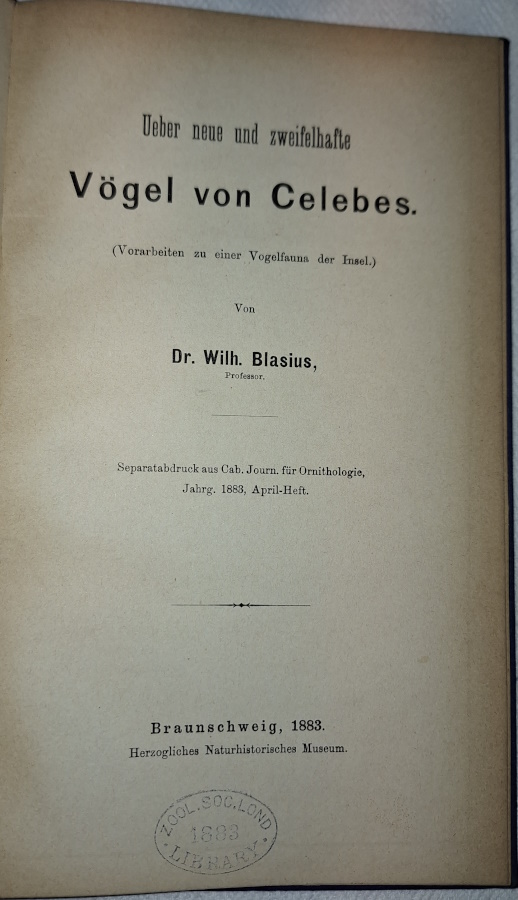 Ueber neue und zweifelhafte
Vögel von Celebes.
(Vorarbeiten zu einer Vogelfauna der Insel.)
Von
Dr. Wilh. Blasius,
Professor.
Separatabdruck aus Cab. Journ. für Ornithologie,
Jahrg. 1883, April-Heft.
Braunschweig, 1883.
Herzogliches Naturhistorisches Museum.
ZOOL. SOC. LOND
1883
LIBRARY